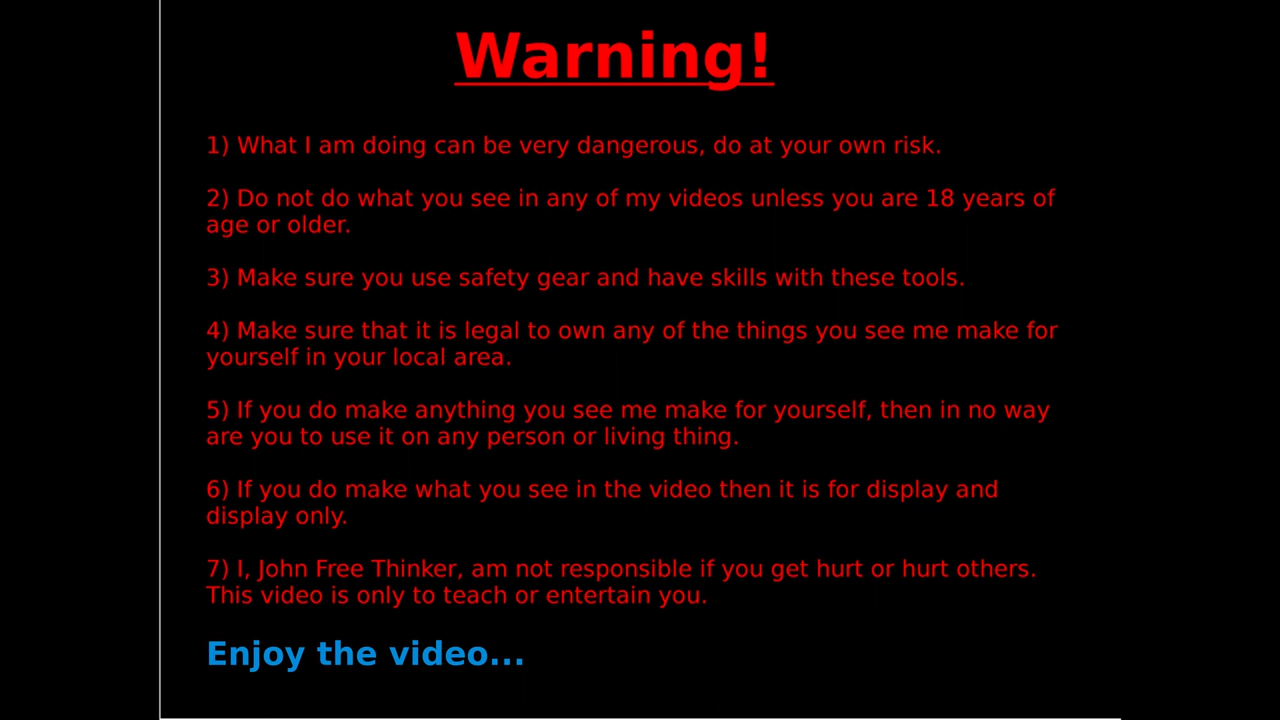 Warning!
1) What I am doing can be very dangerous, do at your own risk.
2) Do not do what you see in any of my videos unless you are 18 years of
age or older.
3) Make sure you use safety gear and have skills with these tools.
4) Make sure that it is legal to own any of the things you see me make for
yourself in your local area.
5) If you do make anything you see me make for yourself, then in no way
are you to use it on any person or living thing.
6) If you do make what you see in the video then it is for display and
display only.
7) I, John Free Thinker, am not responsible if you get hurt or hurt others.
This video is only to teach or entertain you.
Enjoy the video...